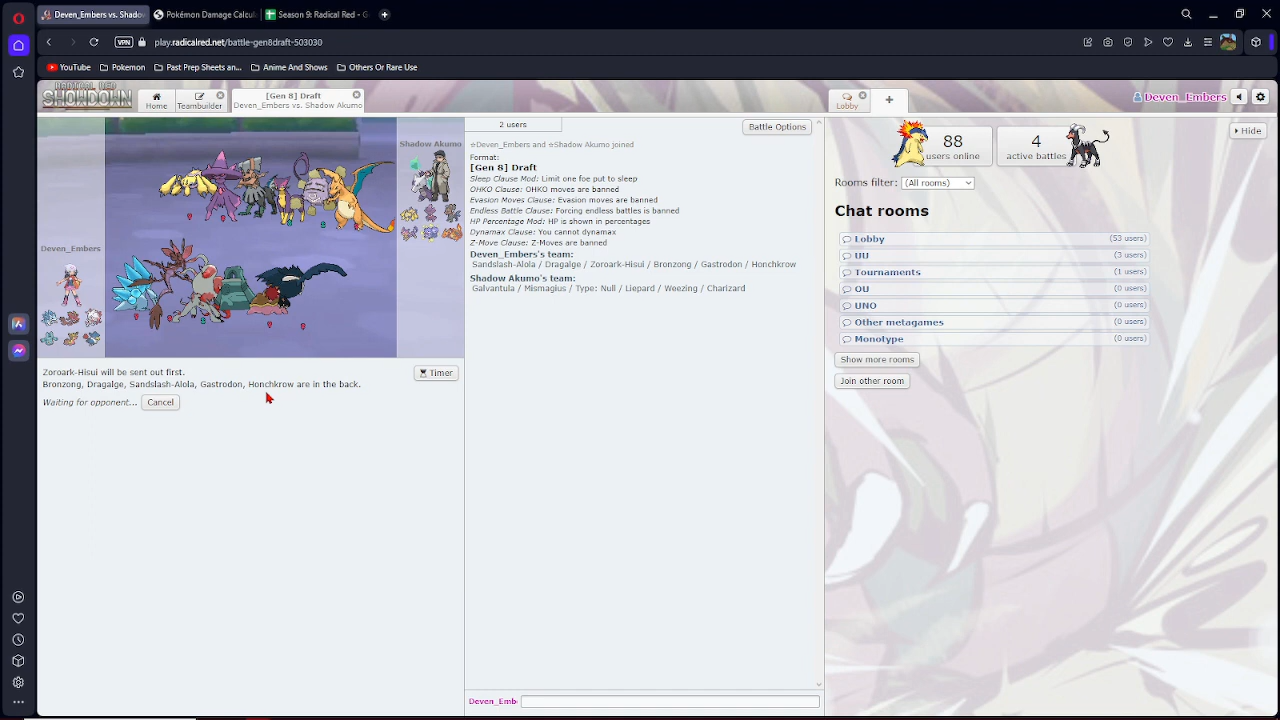 Deven_Embers vs. Shadow
Pokémon Damage Calcul
Season 9: Radical Red - G
VPN
play.radicalred.net/battle-gen8draft-503030
YouTube
Pokemon
Past Prep Sheets an...
Anime And Shows
Others Or Rare Use
RADICAL RED
SHOWDOWN
Home
Teambuilder
[Gen 8] Draft
Deven_Embers vs. Shadow Akumo
Lobby
Deven_Embers
Shadow Akumo
Deven_Embers
Zoroark-Hisui will be sent out first.
Bronzong, Dragalge, Sandslash-Alola, Gastrodon, Honchkrow are in the back.
Waiting for opponent...
Cancel
Timer
2 users
Battle Options
☆Deven_Embers and ☆Shadow Akumo joined
Format:
[Gen 8] Draft
Sleep Clause Mod: Limit one foe put to sleep
OHKO Clause: OHKO moves are banned
Evasion Moves Clause: Evasion moves are banned
Endless Battle Clause: Forcing endless battles is banned
HP Percentage Mod: HP is shown in percentages
Dynamax Clause: You cannot dynamax
Z-Move Clause: Z-Moves are banned
Deven_Embers's team:
Sandslash-Alola / Dragalge / Zoroark-Hisui / Bronzong / Gastrodon / Honchkrow
Shadow Akumo's team:
Galvantula / Mismagius / Type: Null / Liepard / Weezing / Charizard
Deven_Emb
88
users online
4
active battles
Hide
Rooms filter:
(All rooms)
Chat rooms
Lobby (53 users)
UU (3 users)
Tournaments (1 users)
OU (0 users)
UNO (0 users)
Other metagames (0 users)
Monotype (0 users)
Show more rooms
Join other room